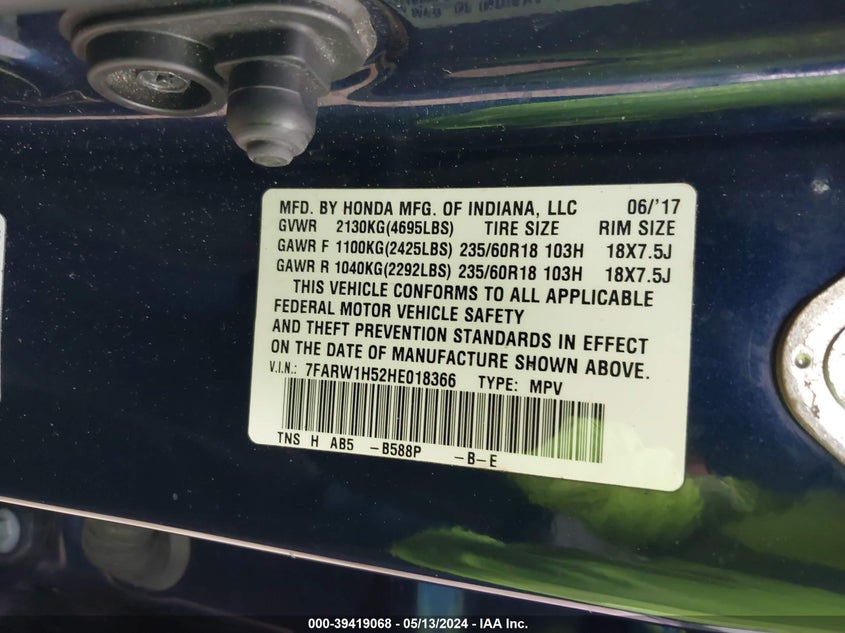 MFD. BY HONDA MFG. OF INDIANA, LLC 06/'17
GVWR 2130KG(4695LBS) TIRE SIZE RIM SIZE
GAWR F 1100KG(2425LBS) 235/60R18 103H 18X7.5J
GAWR R 1040KG(2292LBS) 235/60R18 103H 18X7.5J
THIS VEHICLE CONFORMS TO ALL APPLICABLE
FEDERAL MOTOR VEHICLE SAFETY
AND THEFT PREVENTION STANDARDS IN EFFECT
ON THE DATE OF MANUFACTURE SHOWN ABOVE.
V.I.N.: 7FARW1H52HE018366 TYPE: MPV
TNS H AB5 -B588P -B-E
000-39419068 - 05/13/2024 - IAA Inc.